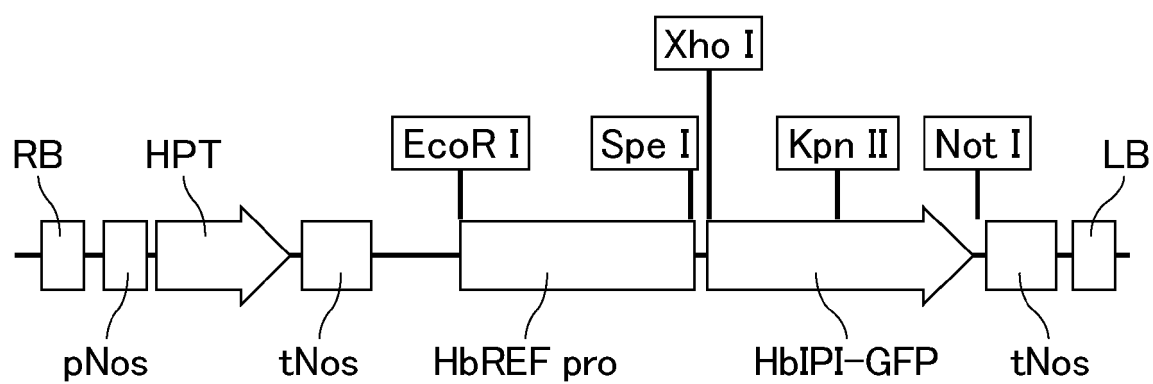 Xho I
EcoR I Spe I Kpn II Not I
RB HPT LB
pNos tNos HbREF pro HbIPI-GFP tNos